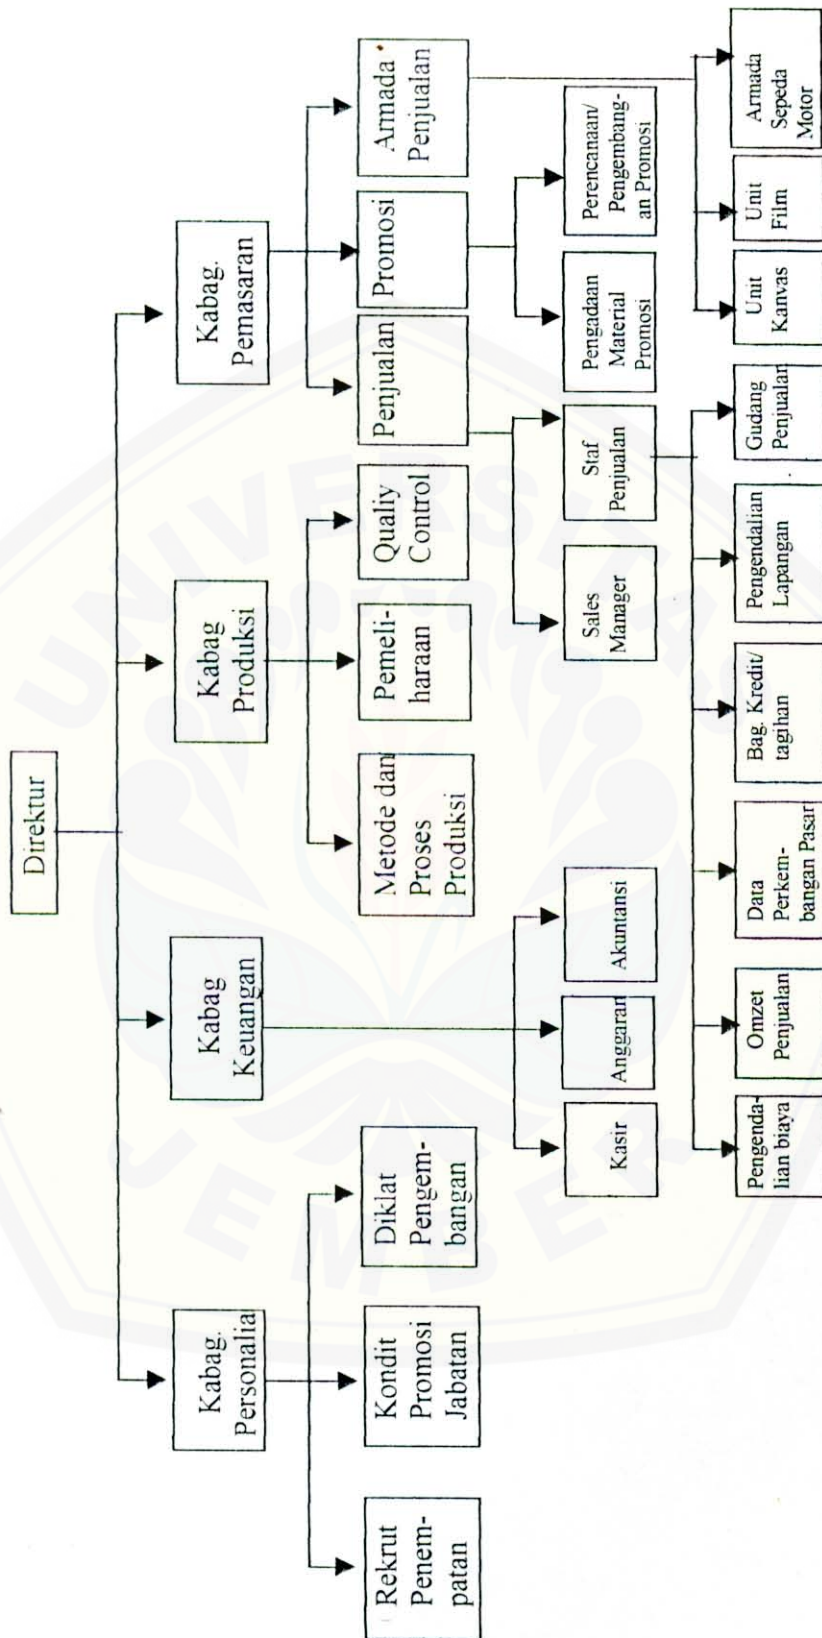 Direktur
Kabag.
Personalia
Kabag
Keuangan
Kabag
Produksi
Kabag.
Pemasaran
Rekrut
Penem-
patan
Kondit
Promosi
Jabatan
Diklat
Pengem-
bangan
Metode dan
Proses
Produksi
Pemeli-
haraan
Qualiy
Control
Penjualan
Promosi
Armada
Penjualan
Kasir
Anggaran
Akuntansi
Sales
Manager
Staf
Penjualan
Pengadaan
Material
Promosi
Perencanaan/
Pengembang-
an Promosi
Pengenda-
lian biaya
Omzet
Penjualan
Data
Perkem-
bangan Pasar
Bag. Kredit/
tagihan
Pengendalian
Lapangan
Gudang
Penjualan
Unit
Kanvas
Unit
Film
Armada
Sepeda
Motor
UNIVERSITAS
JEMBER